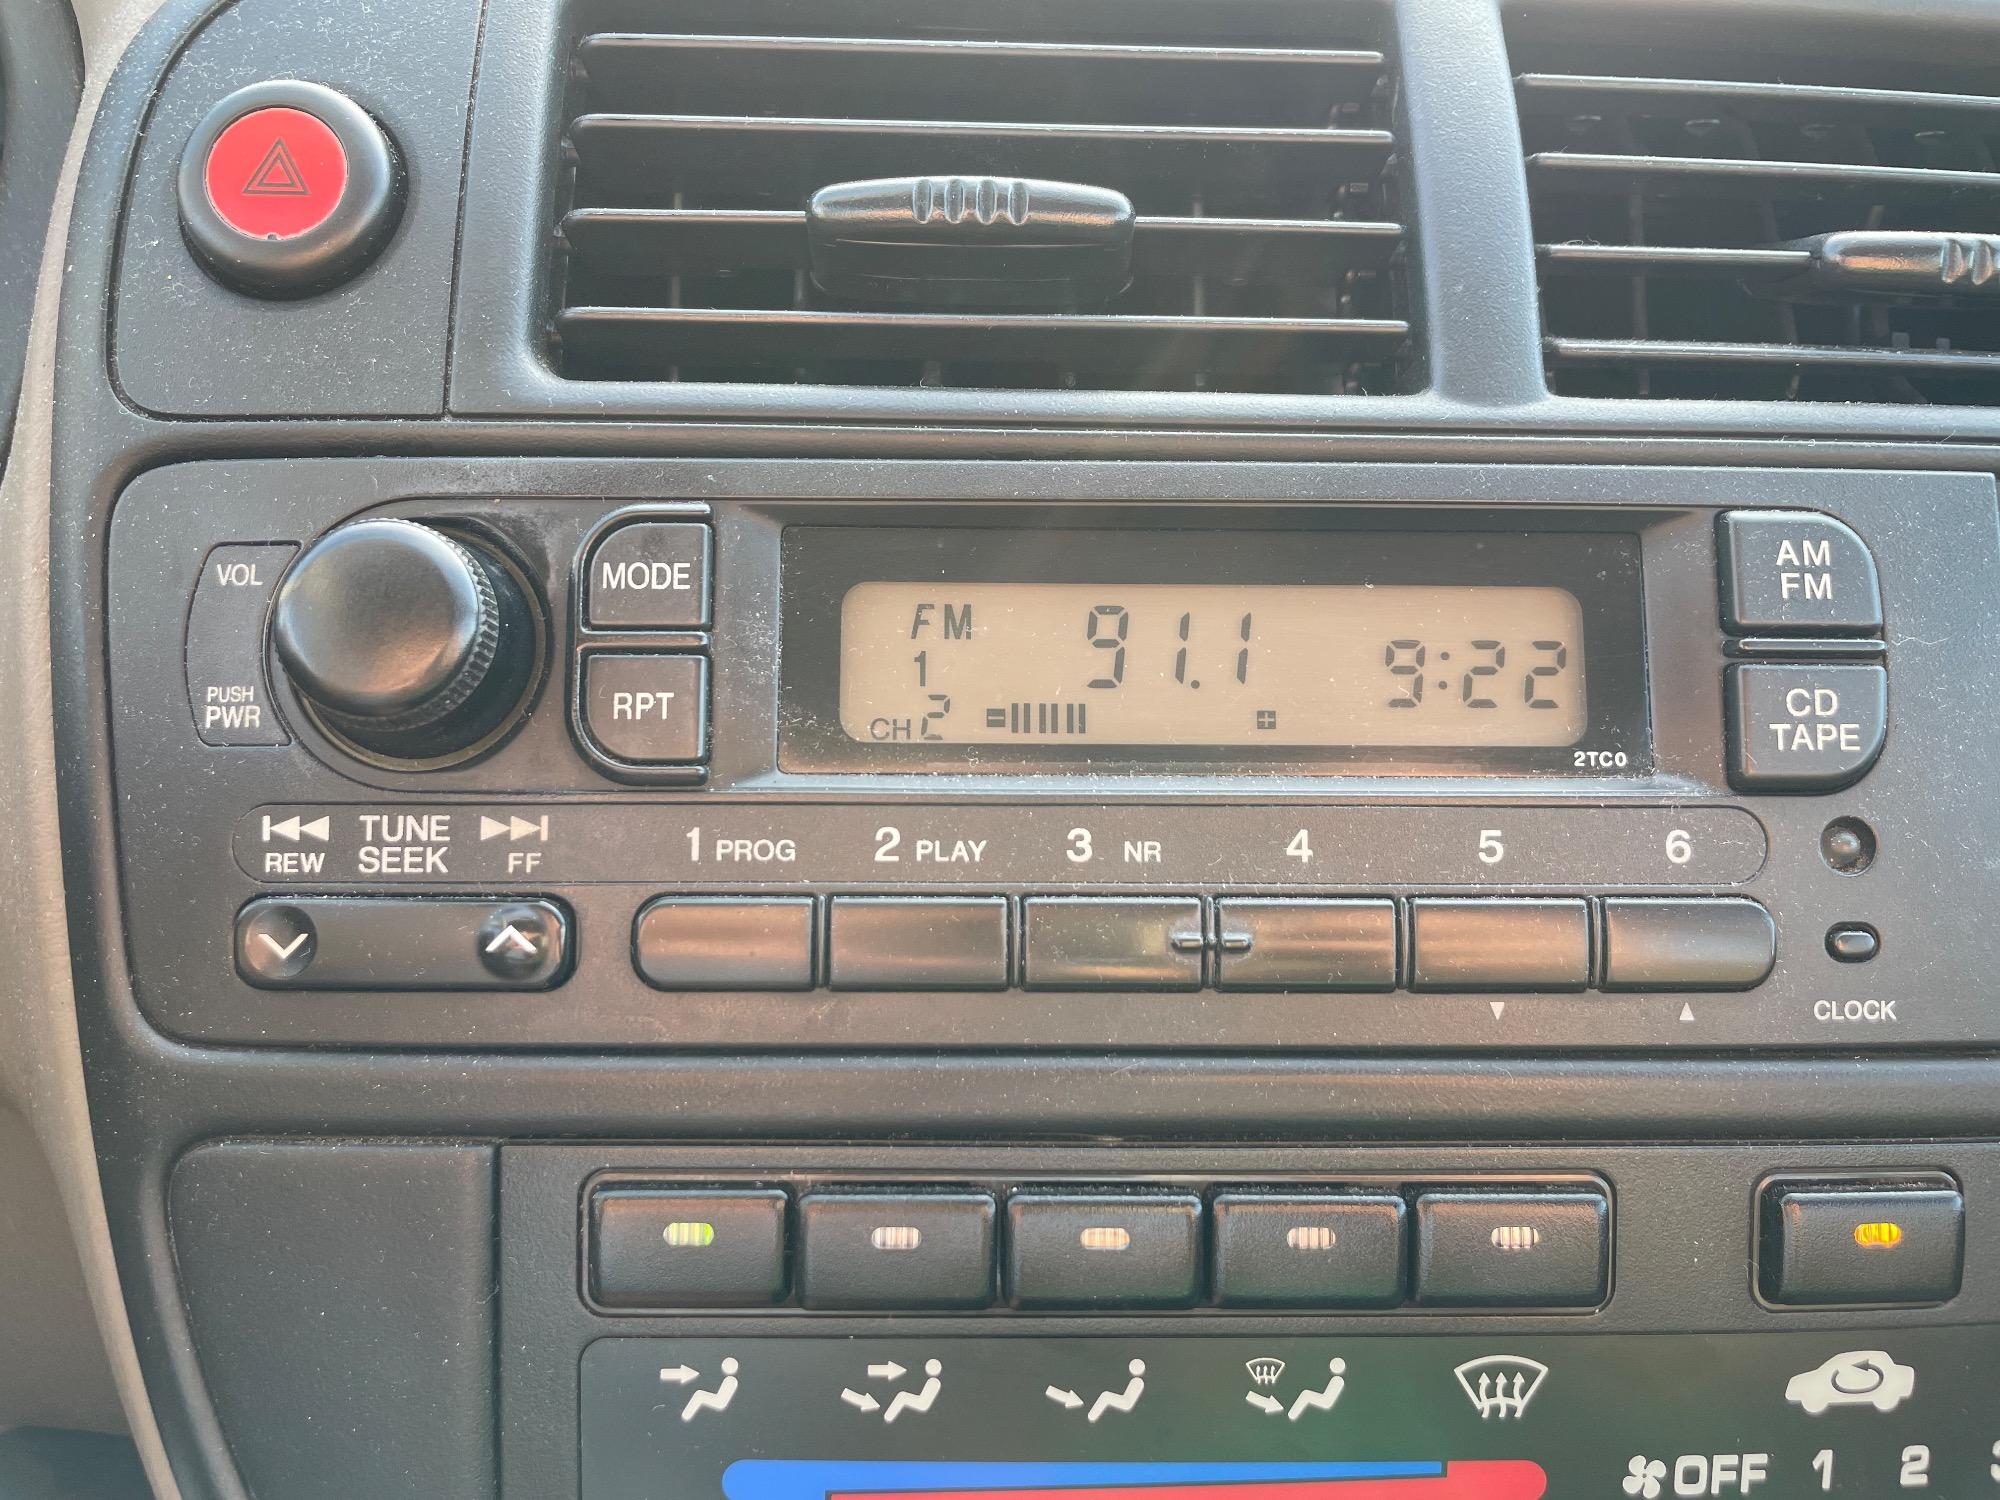 VOL
PUSH
PWR
MODE
RPT
FM
1
CH 2
91.1
9:22
2TC0
AM
FM
CD
TAPE
REW
TUNE
SEEK
FF
1 PROG
2 PLAY
3 NR
4
5
6
CLOCK
OFF 1 2